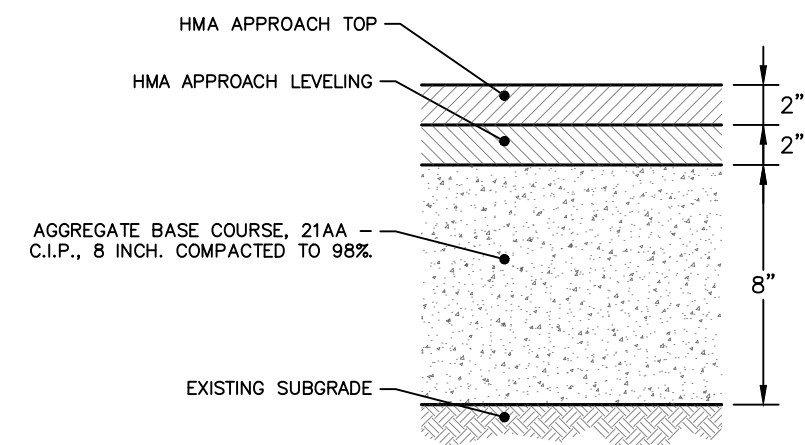 HMA APPROACH TOP
HMA APPROACH LEVELING
2"
2"
AGGREGATE BASE COURSE, 21AA -
C.I.P., 8 INCH. COMPACTED TO 98%.
8"
EXISTING SUBGRADE